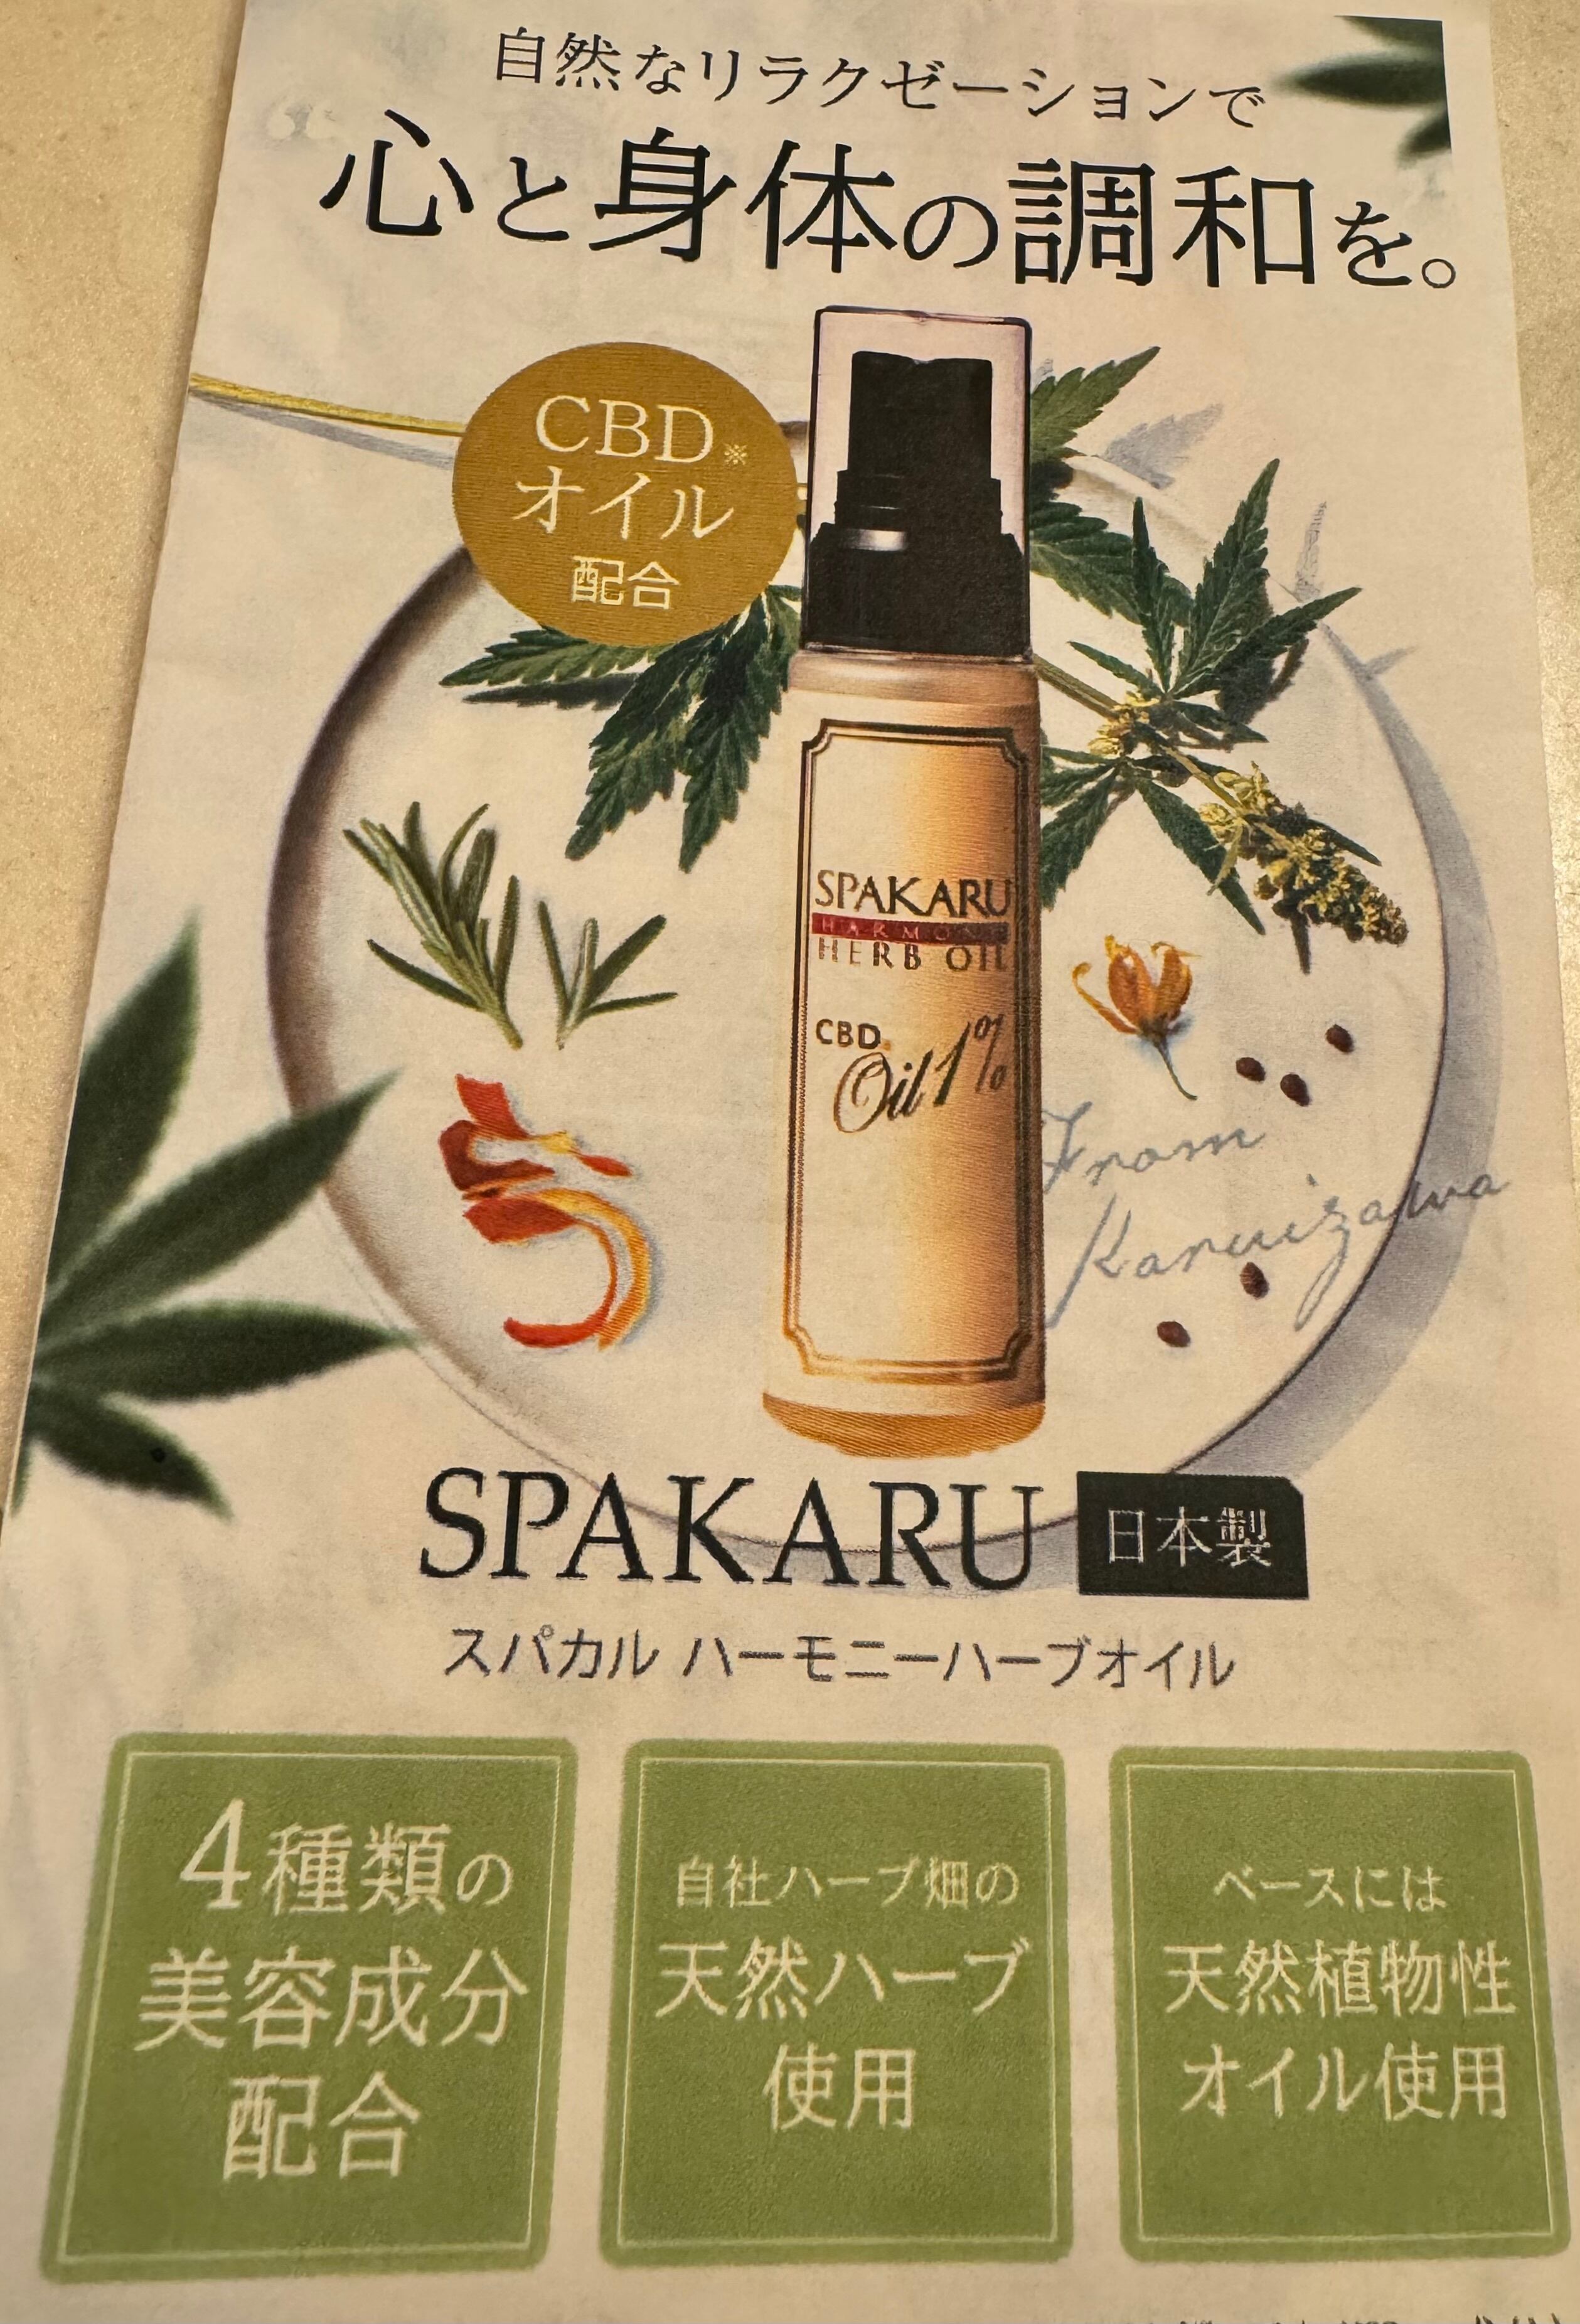 自然なリラクゼーションで
心と身体の調和を。
CBD※
オイル
配合
SPAKARU
HARMONY
HERB OIL
CBD
Oil 1%
From
Karuizawa
SPAKARU
日本製
スパカル ハーモニーハーブオイル
4種類の
美容成分
配合
自社ハーブ畑の
天然ハーブ
使用
ベースには
天然植物性
オイル使用